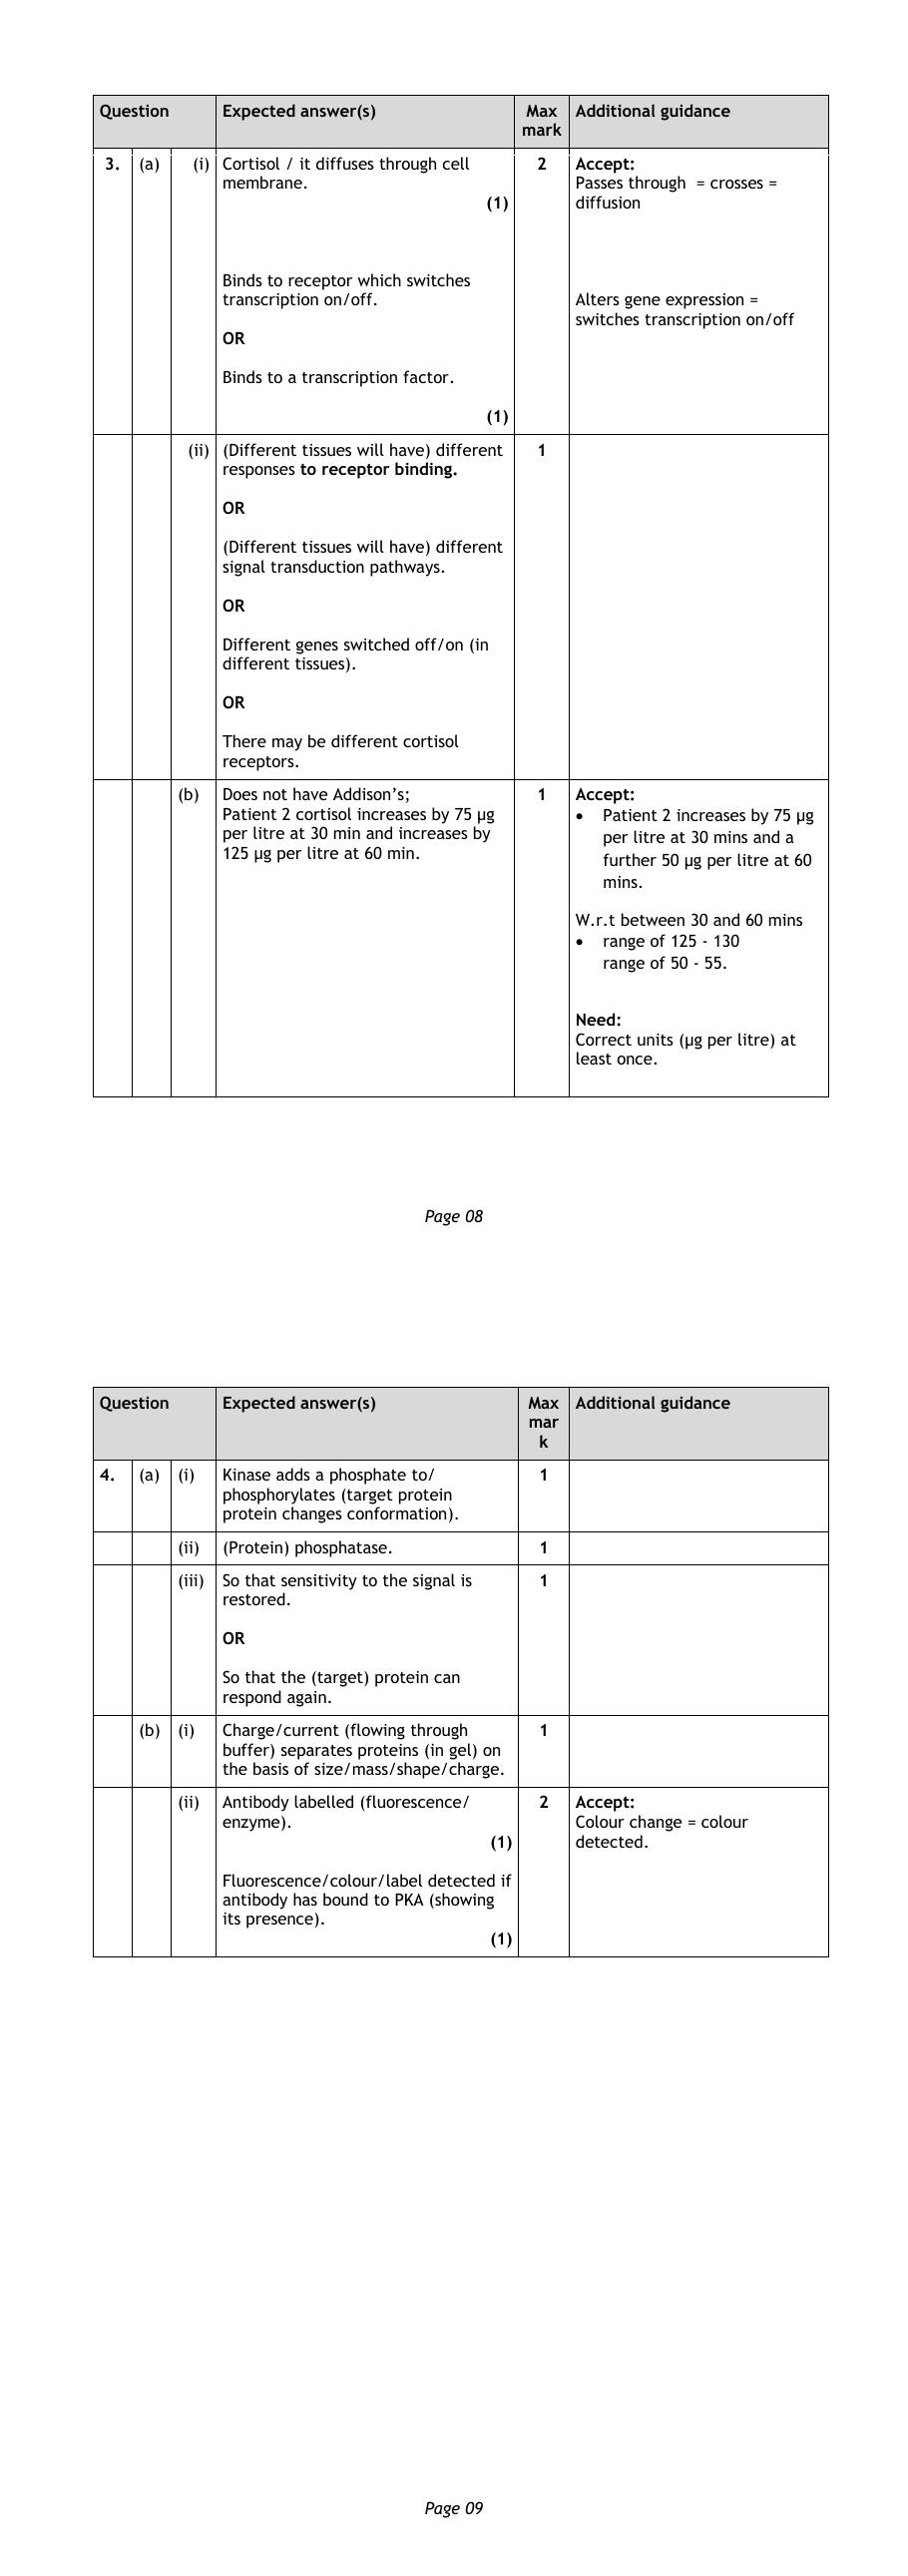 Question Expected answer(s) Max Additional guidance
mark
3. (a) (i) Cortisol / it diffuses through cell 2 Accept:
membrane. Passes through = crosses =
(1) diffusion
Binds to receptor which switches
transcription on/off. Alters gene expression =
switches transcription on/off
OR
Binds to a transcription factor.
(1)
(ii) (Different tissues will have) different 1
responses to receptor binding.
OR
(Different tissues will have) different
signal transduction pathways.
OR
Different genes switched off/on (in
different tissues).
OR
There may be different cortisol
receptors.
(b) Does not have Addison's; 1 Accept:
Patient 2 cortisol increases by 75 µg • Patient 2 increases by 75 µg
per litre at 30 min and increases by per litre at 30 mins and a
125 µg per litre at 60 min. further 50 µg per litre at 60
mins.
W.r.t between 30 and 60 mins
• range of 125 - 130
range of 50 - 55.
Need:
Correct units (µg per litre) at
least once.
Page 08
Question Expected answer(s) Max Additional guidance
mar
k
4. (a) (i) Kinase adds a phosphate to/ 1
phosphorylates (target protein
protein changes conformation).
(ii) (Protein) phosphatase. 1
(iii) So that sensitivity to the signal is 1
restored.
OR
So that the (target) protein can
respond again.
(b) (i) Charge/current (flowing through 1
buffer) separates proteins (in gel) on
the basis of size/mass/shape/charge.
(ii) Antibody labelled (fluorescence/ 2 Accept:
enzyme). Colour change = colour
(1) detected.
Fluorescence/colour/label detected if
antibody has bound to PKA (showing
its presence).
(1)
Page 09